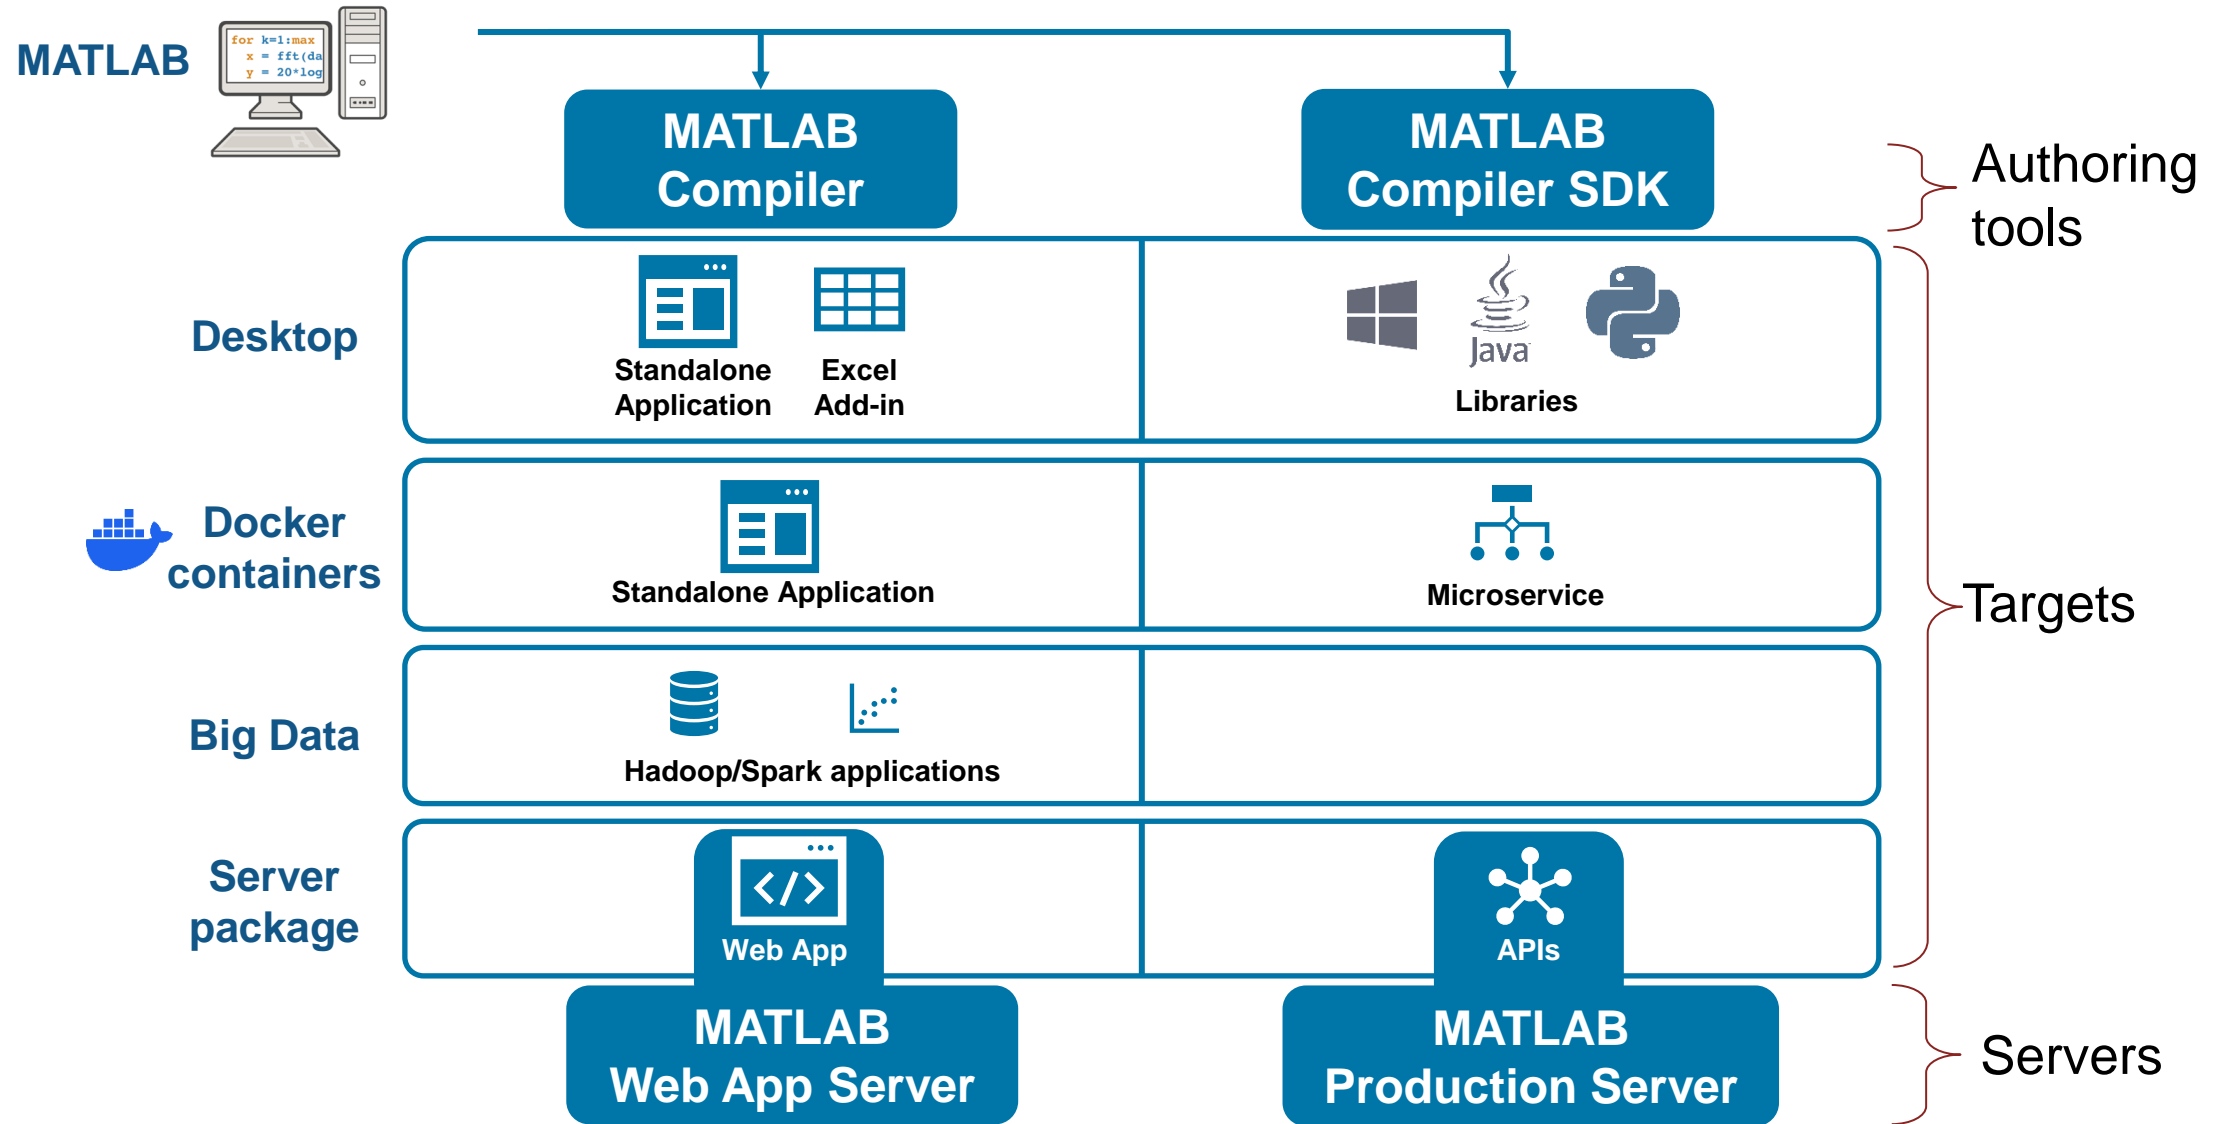 MATLAB
for k=1:max
x = fft(da
y = 20*log
MATLAB
Compiler
MATLAB
Compiler SDK
Authoring
tools
Desktop
Standalone
Application
Excel
Add-in
Java
Libraries
Docker
containers
Standalone Application
Microservice
Targets
Big Data
Hadoop/Spark applications
Server
package
Web App
APIs
MATLAB
Web App Server
MATLAB
Production Server
Servers